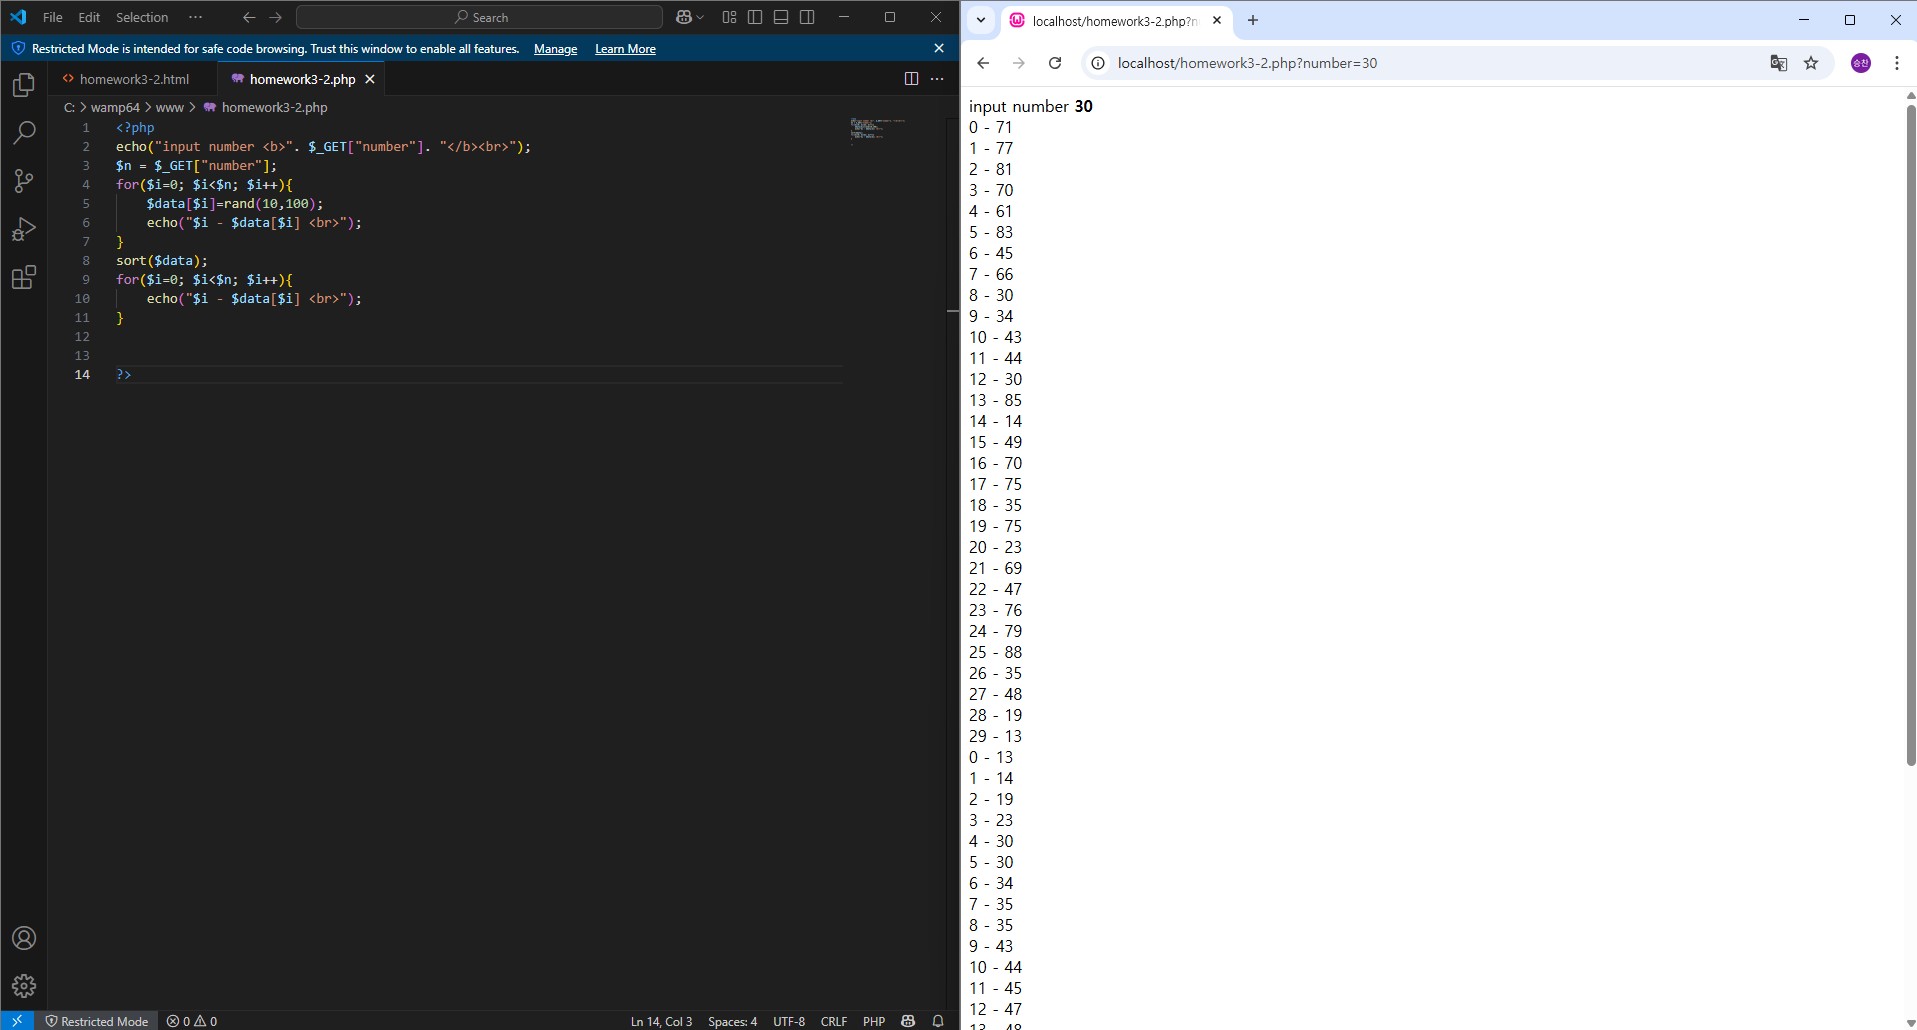 File Edit Selection ··· Search
Restricted Mode is intended for safe code browsing. Trust this window to enable all features. Manage Learn More
homework3-2.html homework3-2.php
C: > wamp64 > www > homework3-2.php
1 <?php
2 echo("input number <b>". $_GET["number"]. "</b><br>");
3 $n = $_GET["number"];
4 for($i=0; $i<$n; $i++){
5     $data[$i]=rand(10,100);
6     echo("$i - $data[$i] <br>");
7 }
8 sort($data);
9 for($i=0; $i<$n; $i++){
10     echo("$i - $data[$i] <br>");
11 }
12
13
14 ?>
Restricted Mode 0 0 Ln 14, Col 3 Spaces: 4 UTF-8 CRLF PHP
localhost/homework3-2.php?n
localhost/homework3-2.php?number=30 승찬
input number 30
0 - 71
1 - 77
2 - 81
3 - 70
4 - 61
5 - 83
6 - 45
7 - 66
8 - 30
9 - 34
10 - 43
11 - 44
12 - 30
13 - 85
14 - 14
15 - 49
16 - 70
17 - 75
18 - 35
19 - 75
20 - 23
21 - 69
22 - 47
23 - 76
24 - 79
25 - 88
26 - 35
27 - 48
28 - 19
29 - 13
0 - 13
1 - 14
2 - 19
3 - 23
4 - 30
5 - 30
6 - 34
7 - 35
8 - 35
9 - 43
10 - 44
11 - 45
12 - 47
13 - 48